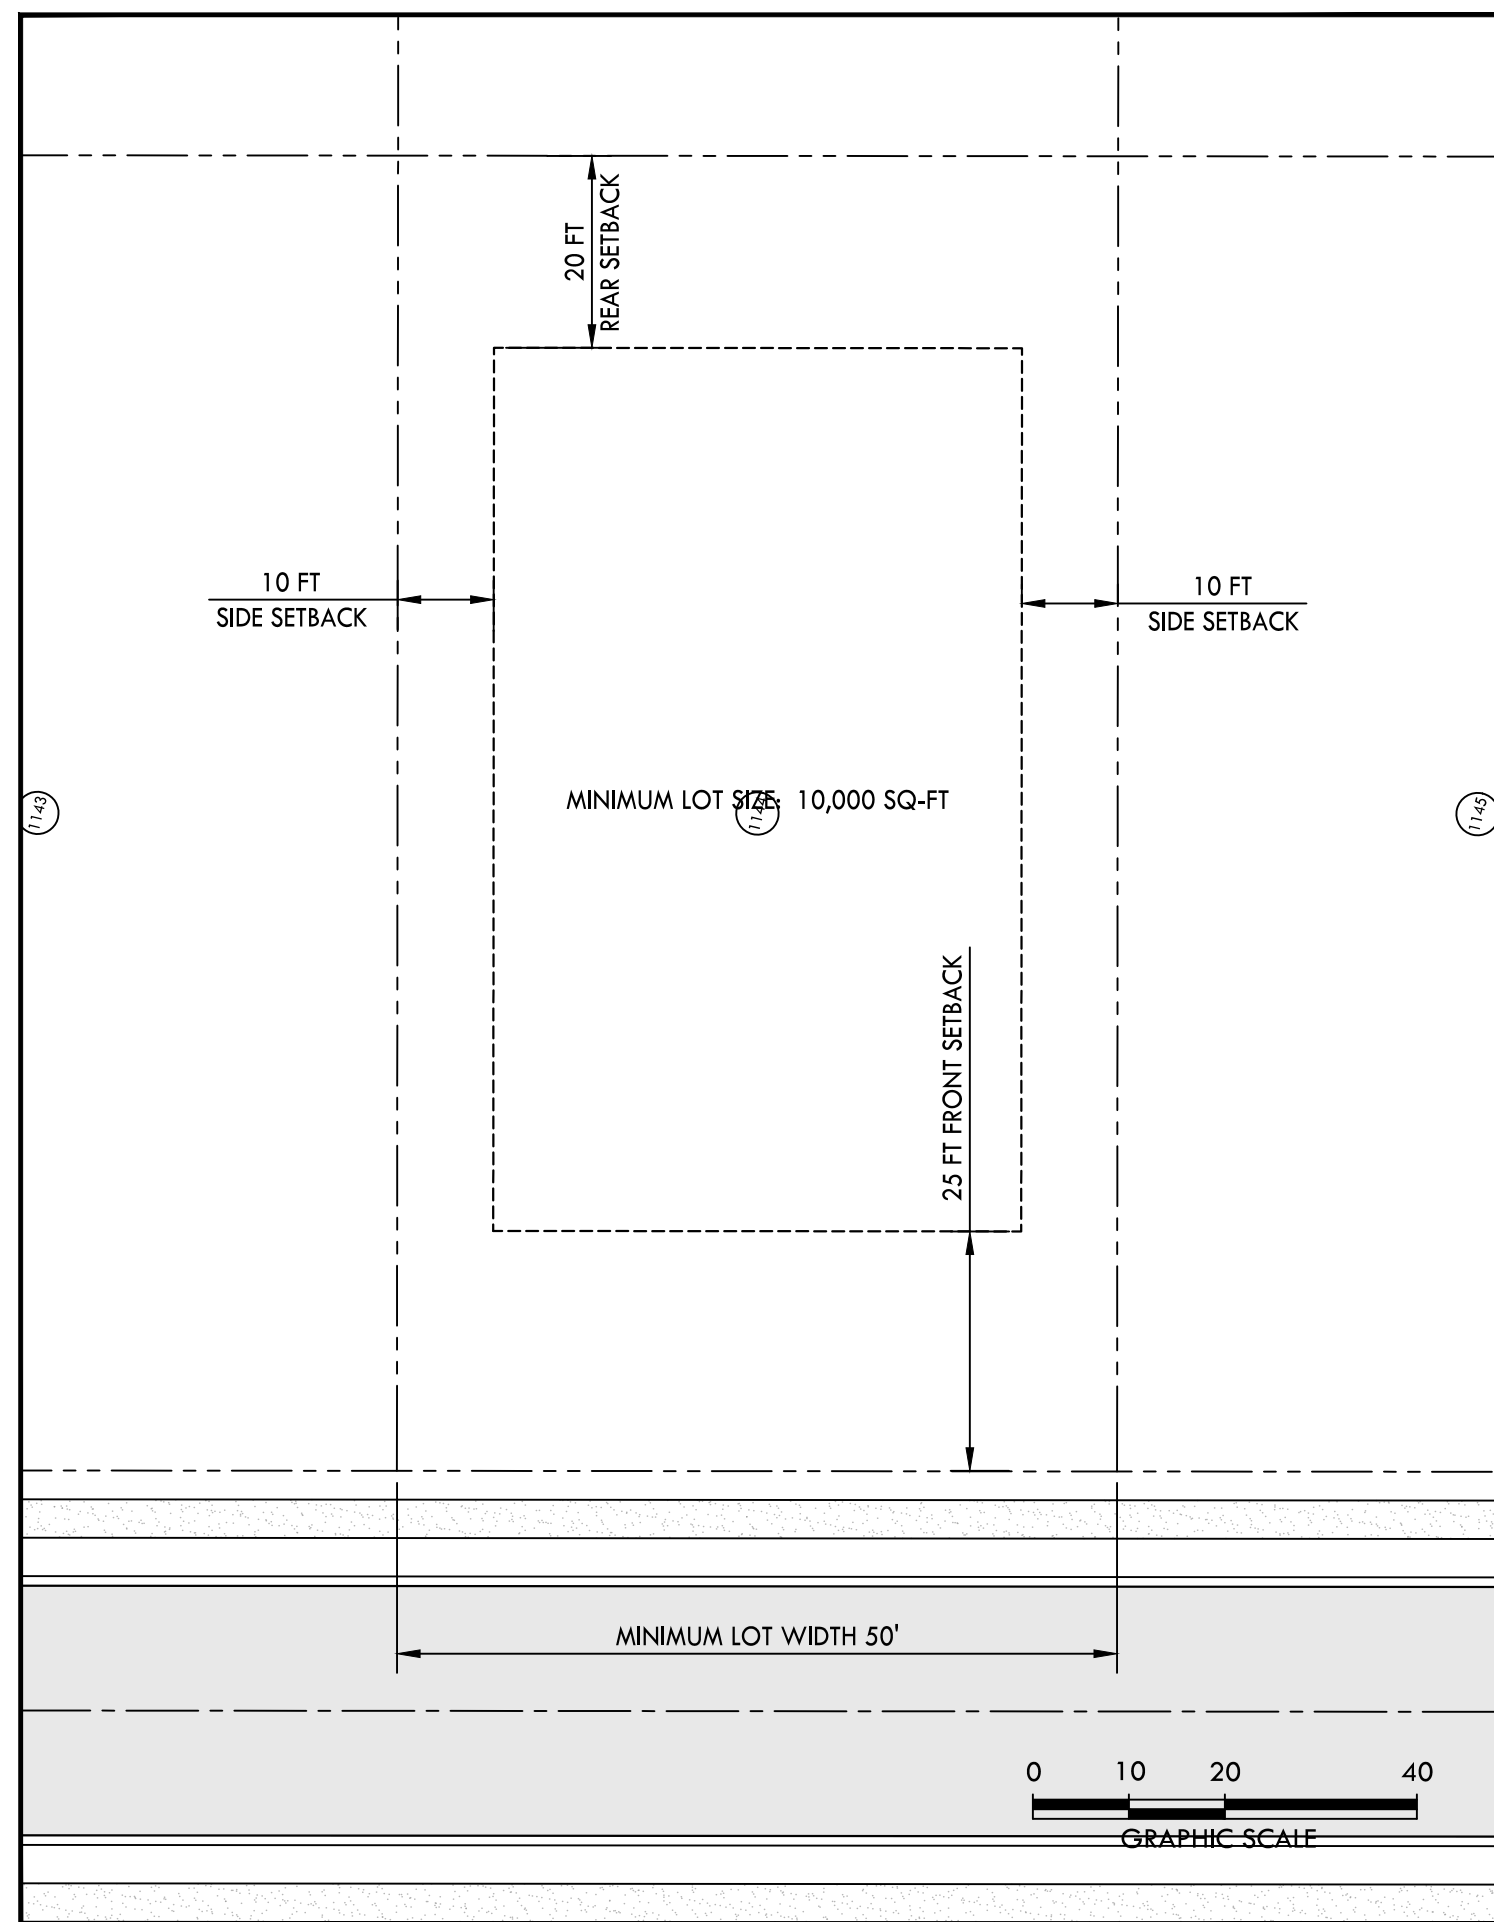 20 FT
REAR SETBACK
10 FT
SIDE SETBACK
10 FT
SIDE SETBACK
1143
MINIMUM LOT SIZE: 10,000 SQ-FT
1144
1145
25 FT FRONT SETBACK
MINIMUM LOT WIDTH 50'
0 10 20 40
GRAPHIC SCALE